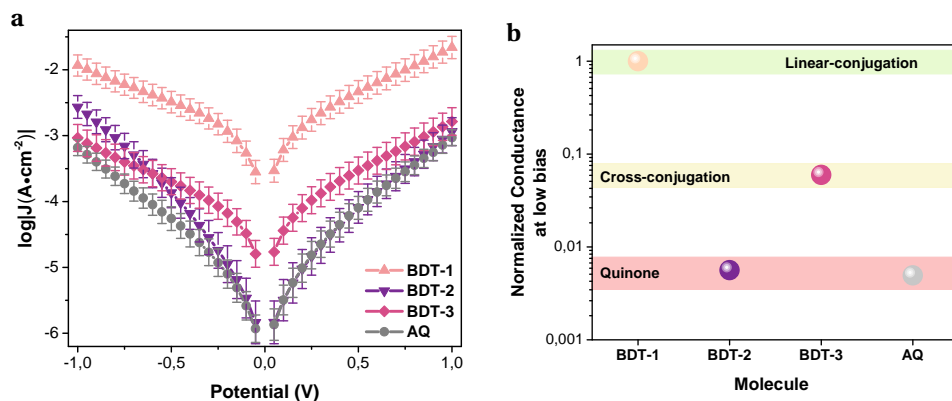 a
-2
-3
-4
-5
-6
log|J(A•cm⁻²)|
-1,0
-0,5
0,0
0,5
1,0
Potential (V)
BDT-1
BDT-2
BDT-3
AQ
b
1
0,1
0,01
0,001
Normalized Conductance
at low bias
Linear-conjugation
Cross-conjugation
Quinone
BDT-1
BDT-2
BDT-3
AQ
Molecule